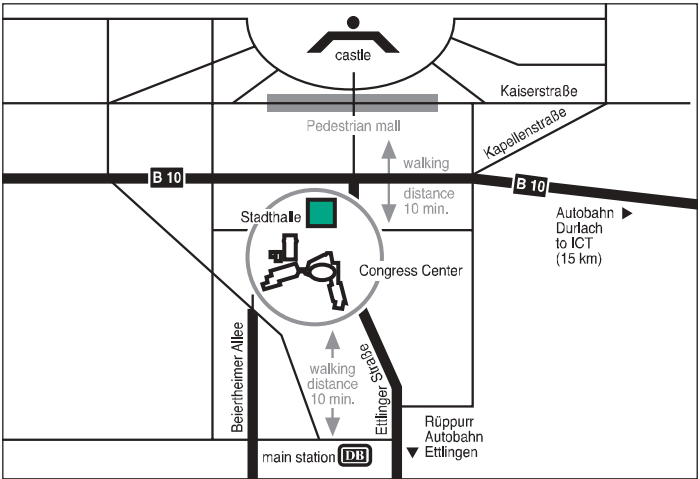 castle
Kaiserstraße
Pedestrian mall
Kapellenstraße
walking
distance
10 min.
B 10
B 10
Stadthalle
Autobahn
Durlach
to ICT
(15 km)
Congress Center
Beiertheimer Allee
walking
distance
10 min.
Ettlinger Straße
Rüppurr
Autobahn
Ettlingen
main station DB